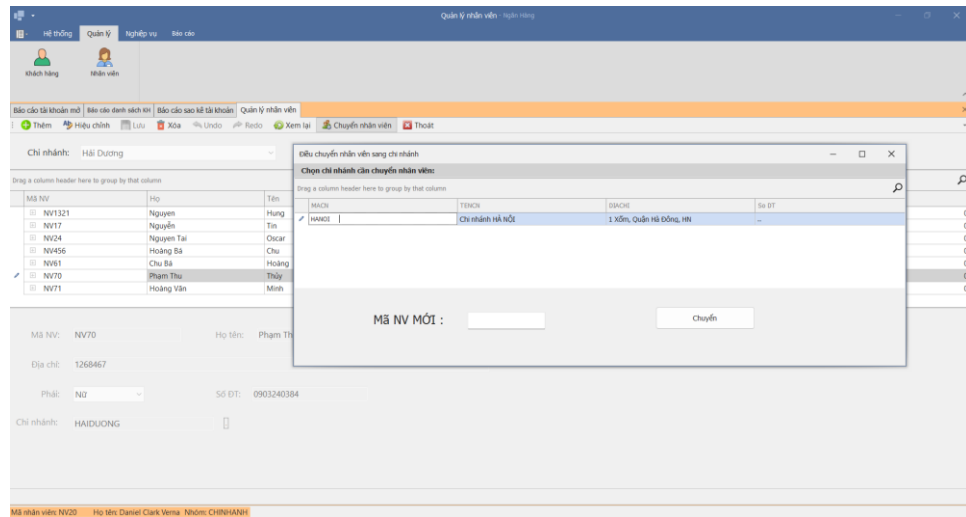 Quản lý nhân viên - Ngân Hàng
Hệ thống Quản lý Nghiệp vụ Báo cáo
Khách hàng Nhân viên
Báo cáo tài khoản mở Báo cáo danh sách KH Báo cáo sao kê tài khoản Quản lý nhân viên
Thêm Hiệu chỉnh Lưu Xóa Undo Redo Xem lại Chuyển nhân viên Thoát
Chi nhánh: Hải Dương
Drag a column header here to group by that column
Mã NV Họ Tên
NV1321 Nguyen Hung
NV17 Nguyễn Tin
NV24 Nguyen Tai Oscar
NV456 Hoàng Bá Chu
NV61 Chu Bá Hoàng
NV70 Phạm Thu Thủy
NV71 Hoàng Văn Minh
Điều chuyển nhân viên sang chi nhánh
Chọn chi nhánh cần chuyển nhân viên:
Drag a column header here to group by that column
MACN TENCN DIACHI So DT
HANOI Chi nhánh HÀ NỘI 1 Xốm, Quận Hà Đông, HN
Mã NV MỚI : Chuyển
Mã NV: NV70 Họ tên: Phạm Th
Địa chỉ: 1268467
Phái: Nữ Số ĐT: 0903240384
Chi nhánh: HAIDUONG
Mã nhân viên: NV20 Họ tên: Daniel Clark Verna Nhóm: CHINHANH